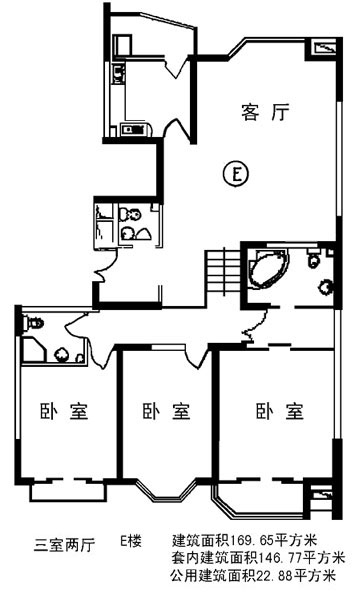 客厅
E
卧室 卧室 卧室
三室两厅 E楼 建筑面积169.65平方米
套内建筑面积146.77平方米
公用建筑面积22.88平方米